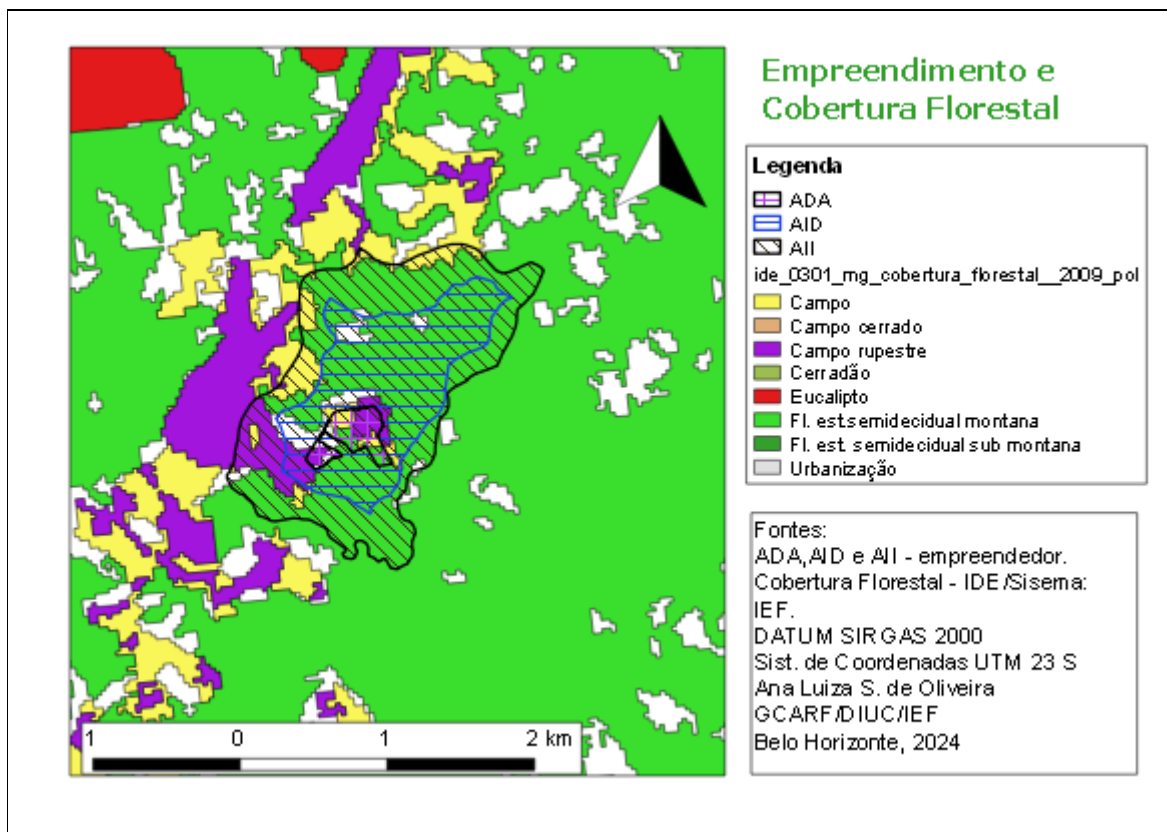 Empreendimento e
Cobertura Florestal
Legenda
ADA
AID
AII
ide_0301_mg_cobertura_florestal__2009_pol
Campo
Campo cerrado
Campo rupestre
Cerradão
Eucalipto
Fl. est.semidecidual montana
Fl. est. semidecidual sub montana
Urbanização
Fontes:
ADA,AID e AII - empreendedor.
Cobertura Florestal - IDE/Sisema:
IEF.
DATUM SIRGAS 2000
Sist. de Coordenadas UTM 23 S
Ana Luiza S. de Oliveira
GCARF/DIUC/IEF
Belo Horizonte, 2024
1 0 1 2 km